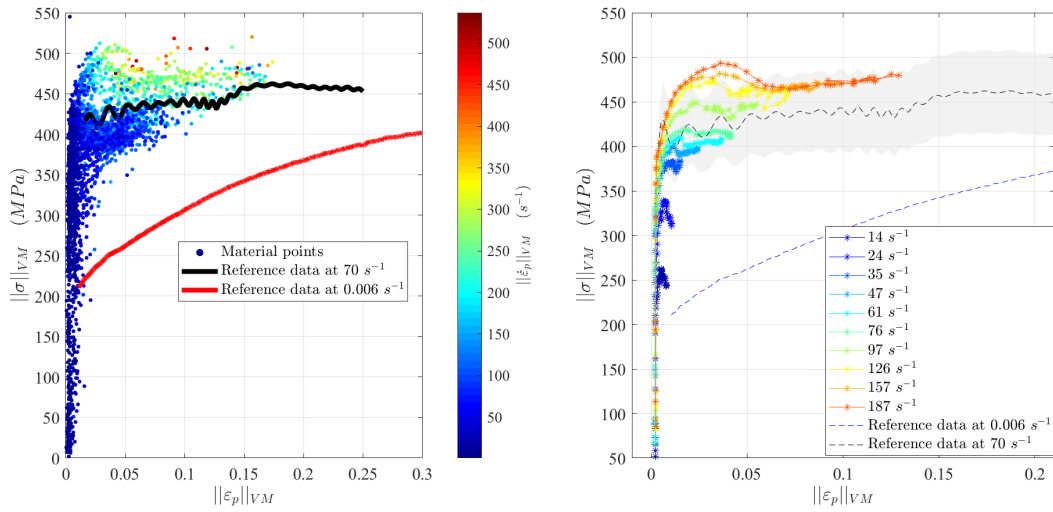 550
500
450
400
350
300
250
200
150
100
50
0
||σ||VM (MPa)
Material points
Reference data at 70 s⁻¹
Reference data at 0.006 s⁻¹
0 0.05 0.1 0.15 0.2 0.25 0.3
||εp||VM
500
450
400
350
300
250
200
150
100
50
||ε̇p||VM (s⁻¹)
550
500
450
400
350
300
250
200
150
100
50
||σ||VM (MPa)
14 s⁻¹
24 s⁻¹
35 s⁻¹
47 s⁻¹
61 s⁻¹
76 s⁻¹
97 s⁻¹
126 s⁻¹
157 s⁻¹
187 s⁻¹
Reference data at 0.006 s⁻¹
Reference data at 70 s⁻¹
0 0.05 0.1 0.15 0.2
||εp||VM